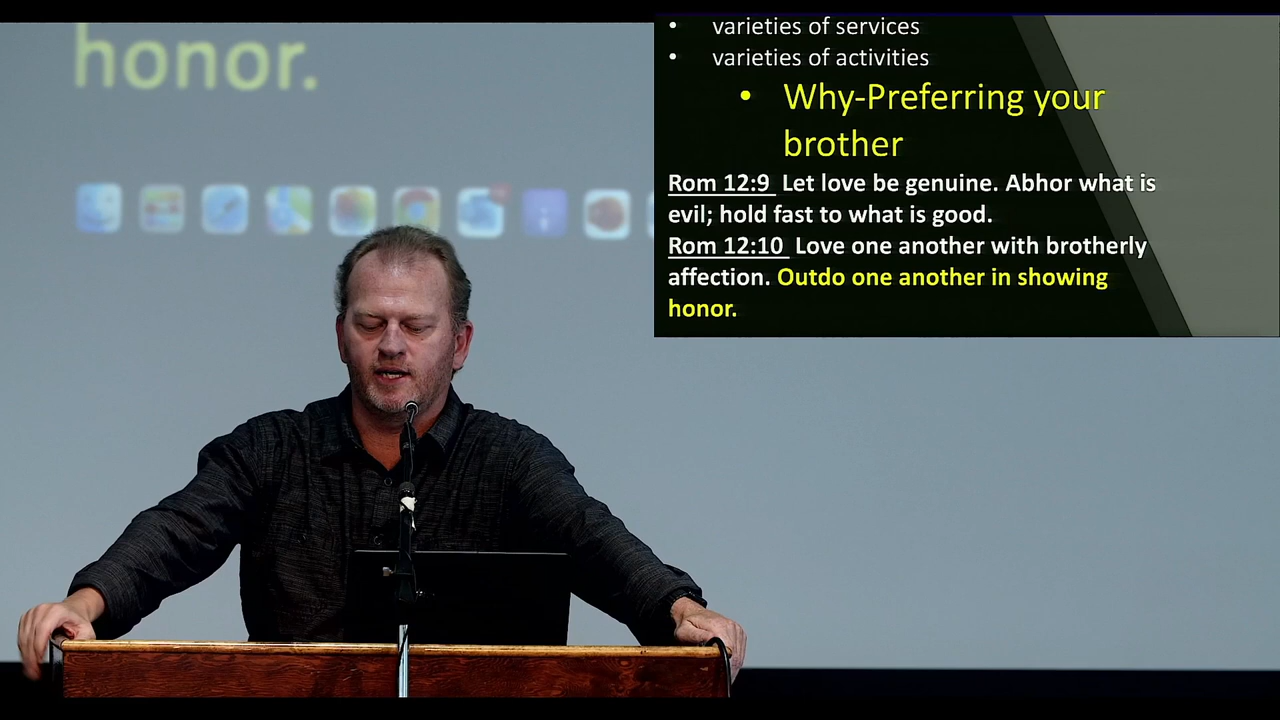 honor.
• varieties of services
• varieties of activities
• Why-Preferring your
brother
Rom 12:9 Let love be genuine. Abhor what is
evil; hold fast to what is good.
Rom 12:10 Love one another with brotherly
affection. Outdo one another in showing
honor.